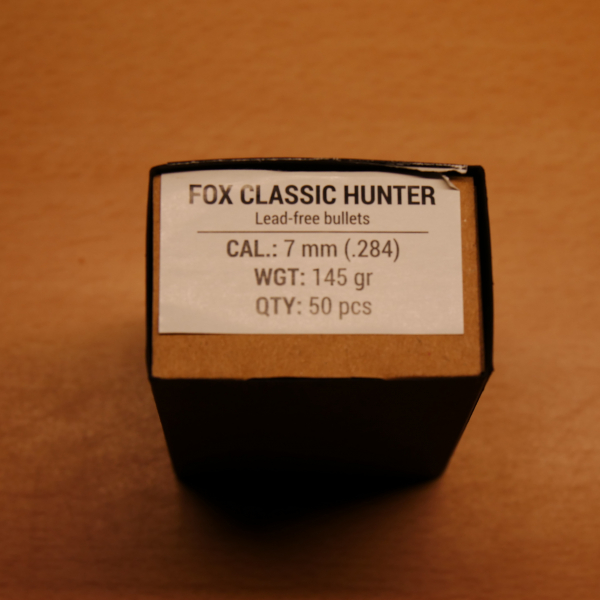 FOX CLASSIC HUNTER
Lead-free bullets
CAL.: 7 mm (.284)
WGT: 145 gr
QTY: 50 pcs